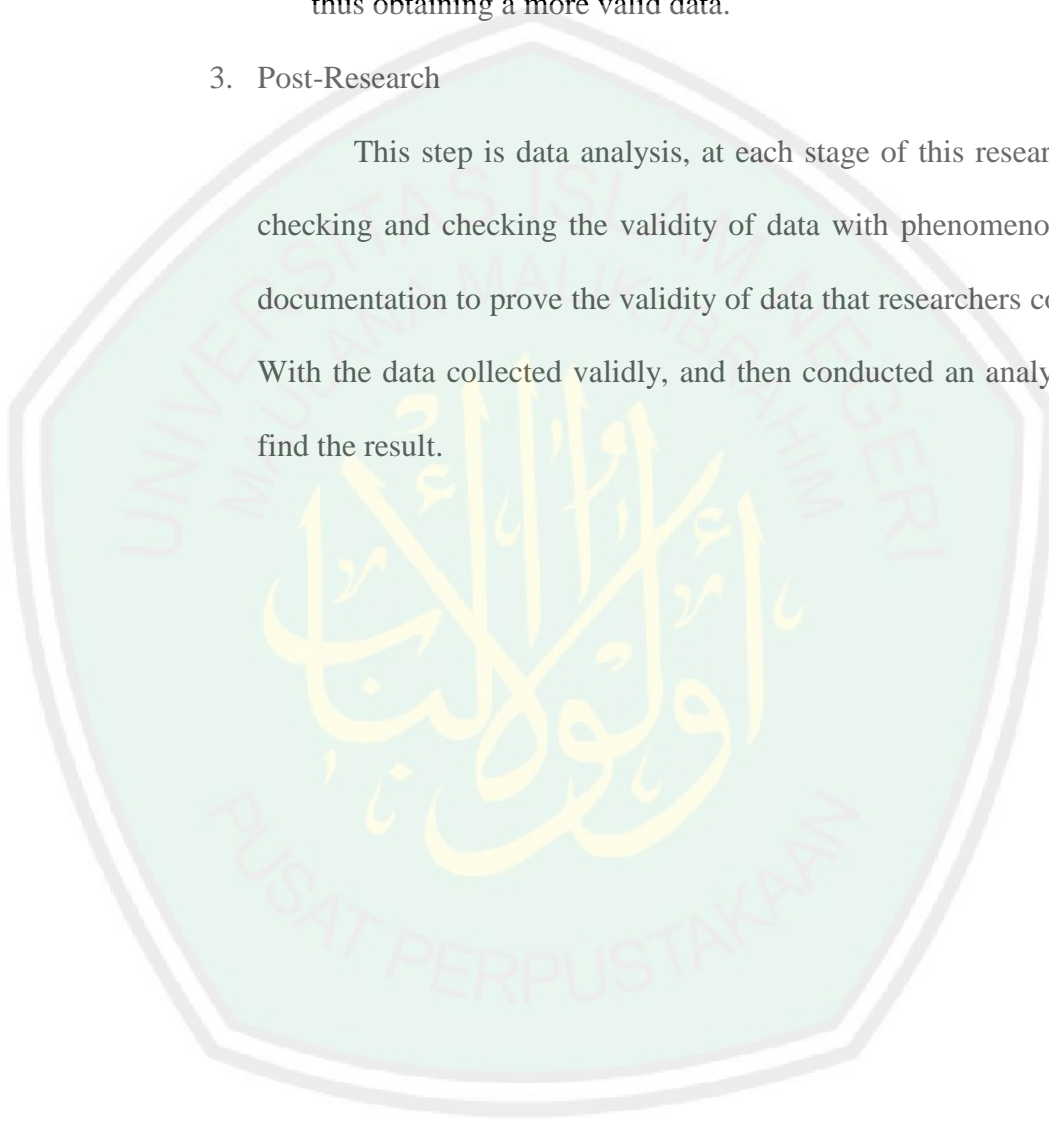 thus obtaining a more valid data.
3. Post-Research
This step is data analysis, at each stage of this resear
checking and checking the validity of data with phenomeno
documentation to prove the validity of data that researchers co
With the data collected validly, and then conducted an analy
find the result.
UNIVERSITAS ISLAM NEGERI
MAULANA MALIK IBRAHIM
أولوا الألباب
PUSAT PERPUSTAKAAN